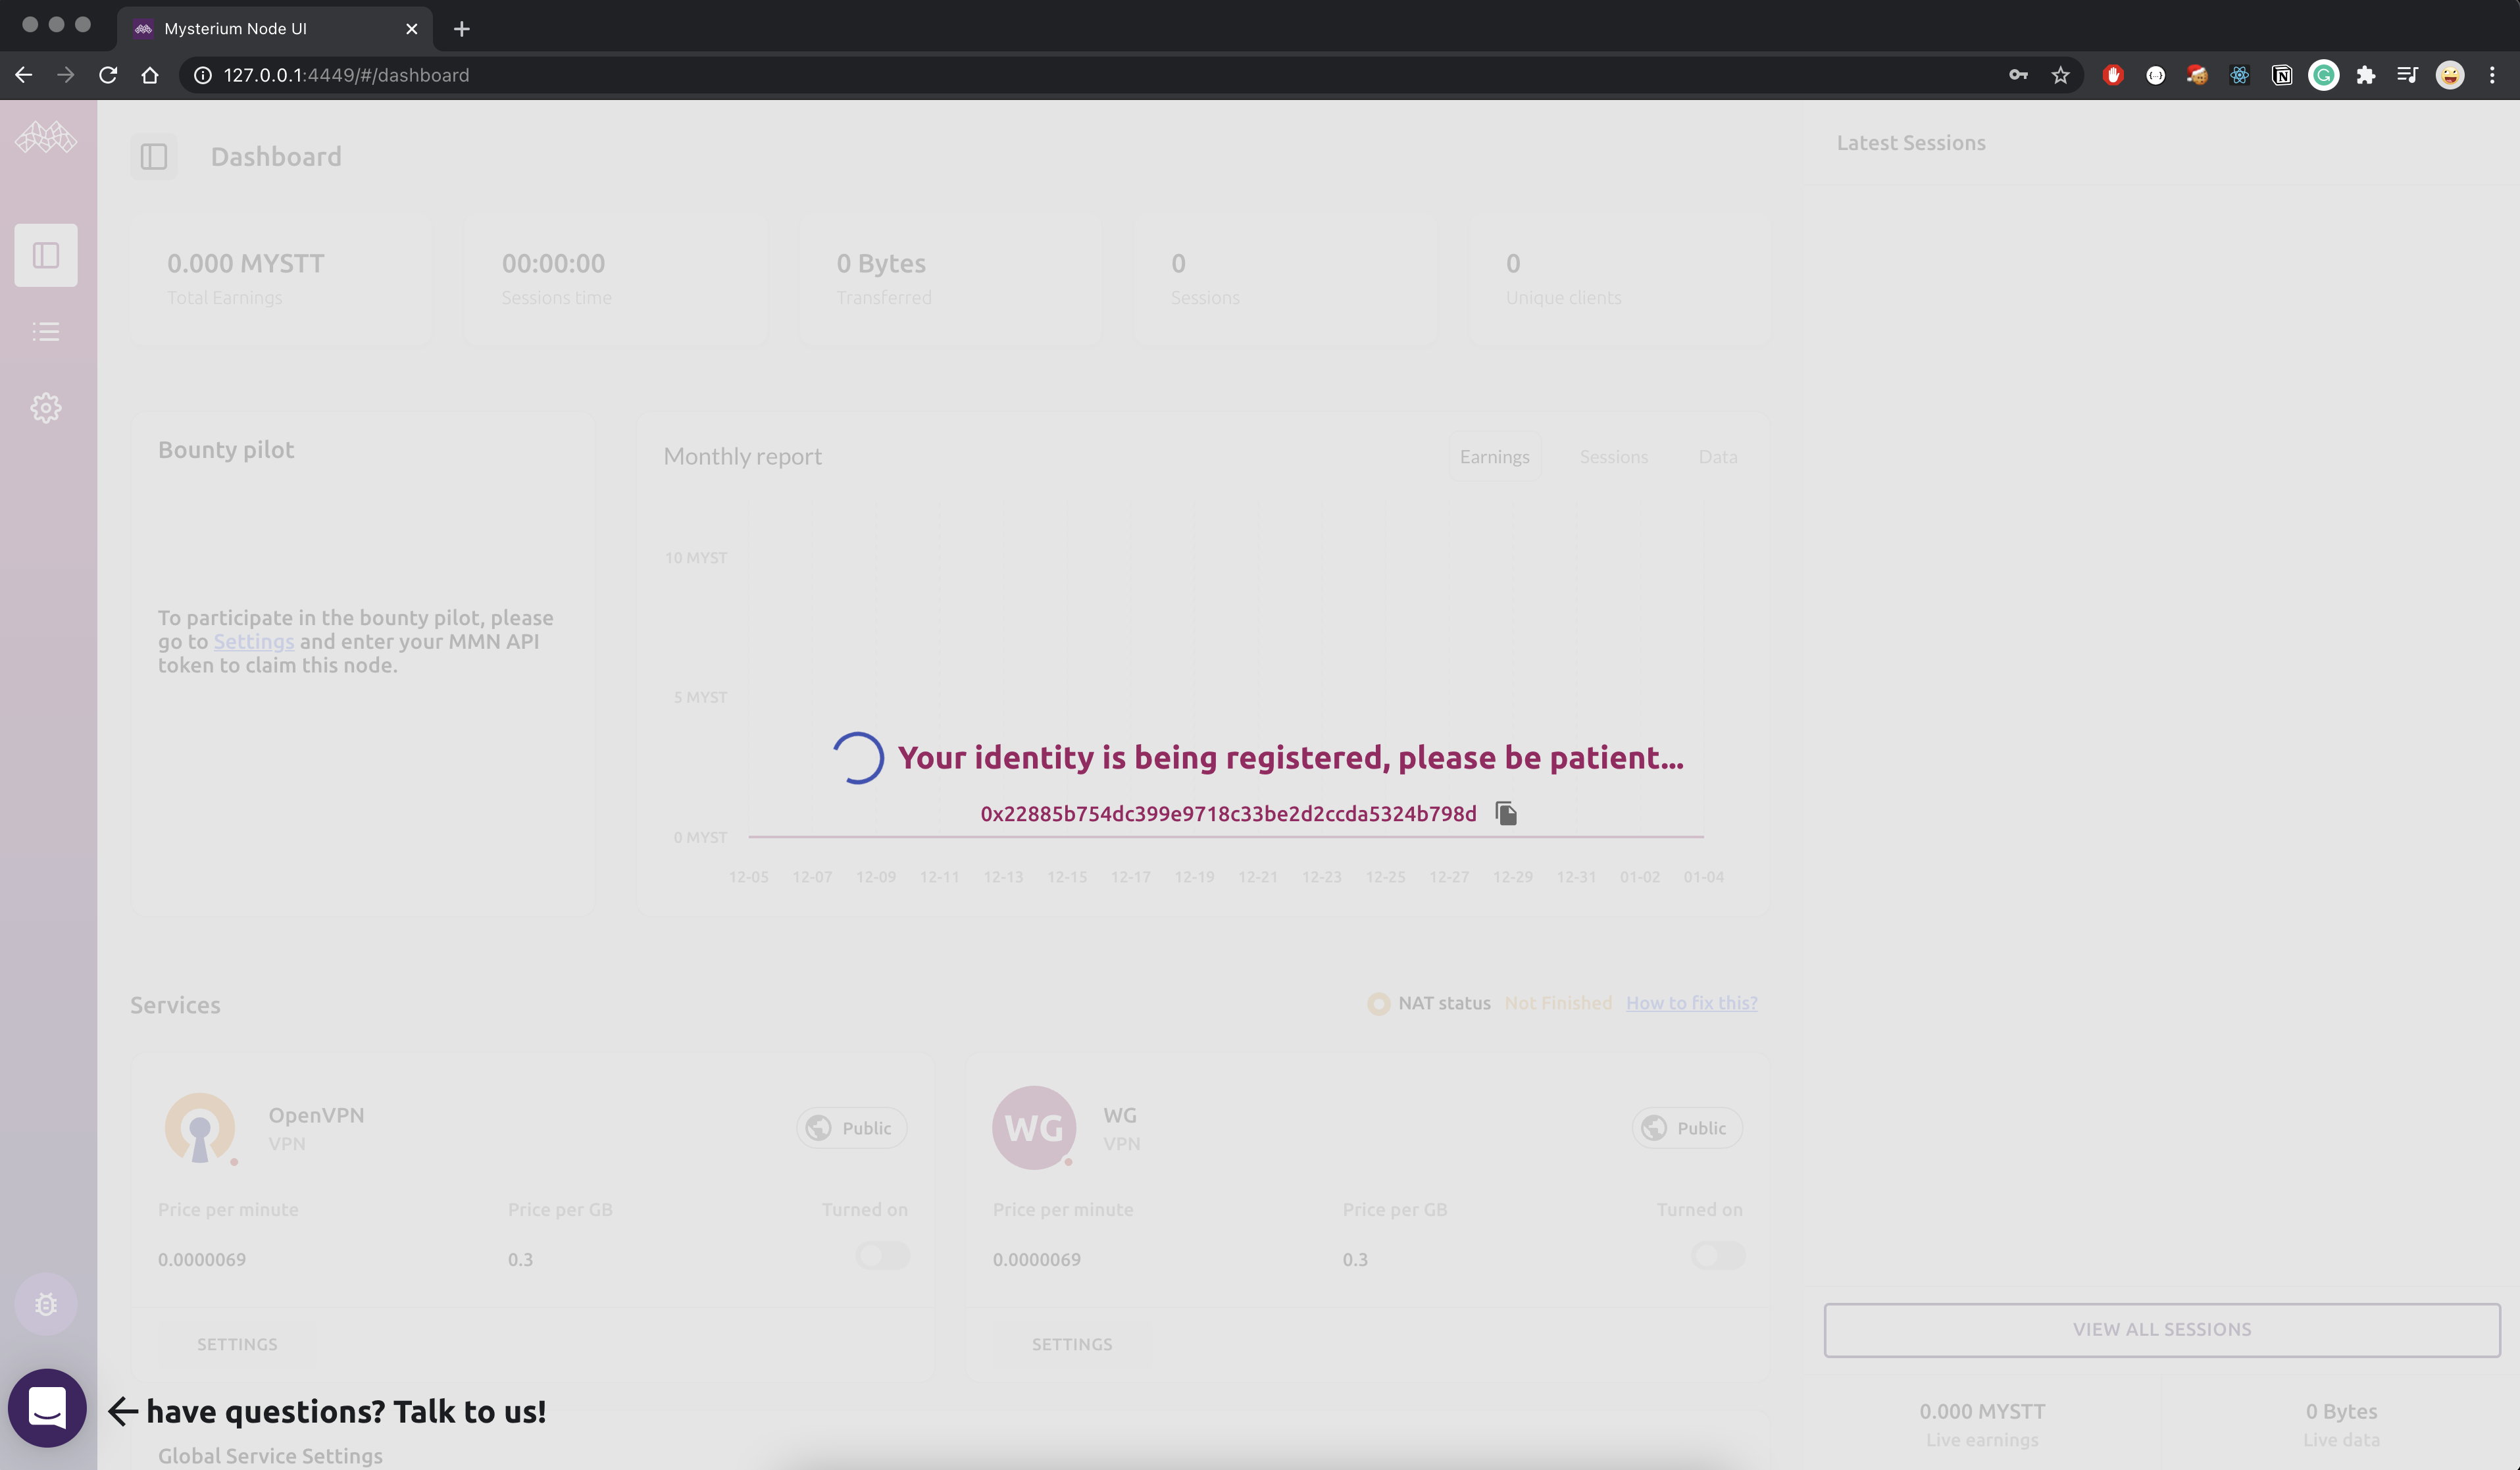 Mysterium Node UI
127.0.0.1:4449/#/dashboard
Dashboard
0.000 MYSTT
Total Earnings
00:00:00
Sessions time
0 Bytes
Transferred
0
Sessions
0
Unique clients
Latest Sessions
Bounty pilot
To participate in the bounty pilot, please
go to Settings and enter your MMN API
token to claim this node.
Monthly report
Earnings
Sessions
Data
10 MYST
5 MYST
0 MYST
Your identity is being registered, please be patient...
0x22885b754dc399e9718c33be2d2ccda5324b798d
12-05 12-07 12-09 12-11 12-13 12-15 12-17 12-19 12-21 12-23 12-25 12-27 12-29 12-31 01-02 01-04
Services
NAT status Not Finished How to fix this?
OpenVPN
VPN
Public
Price per minute Price per GB Turned on
0.0000069 0.3
SETTINGS
WG
WG
VPN
Public
Price per minute Price per GB Turned on
0.0000069 0.3
SETTINGS
VIEW ALL SESSIONS
0.000 MYSTT
Live earnings
0 Bytes
Live data
have questions? Talk to us!
Global Service Settings